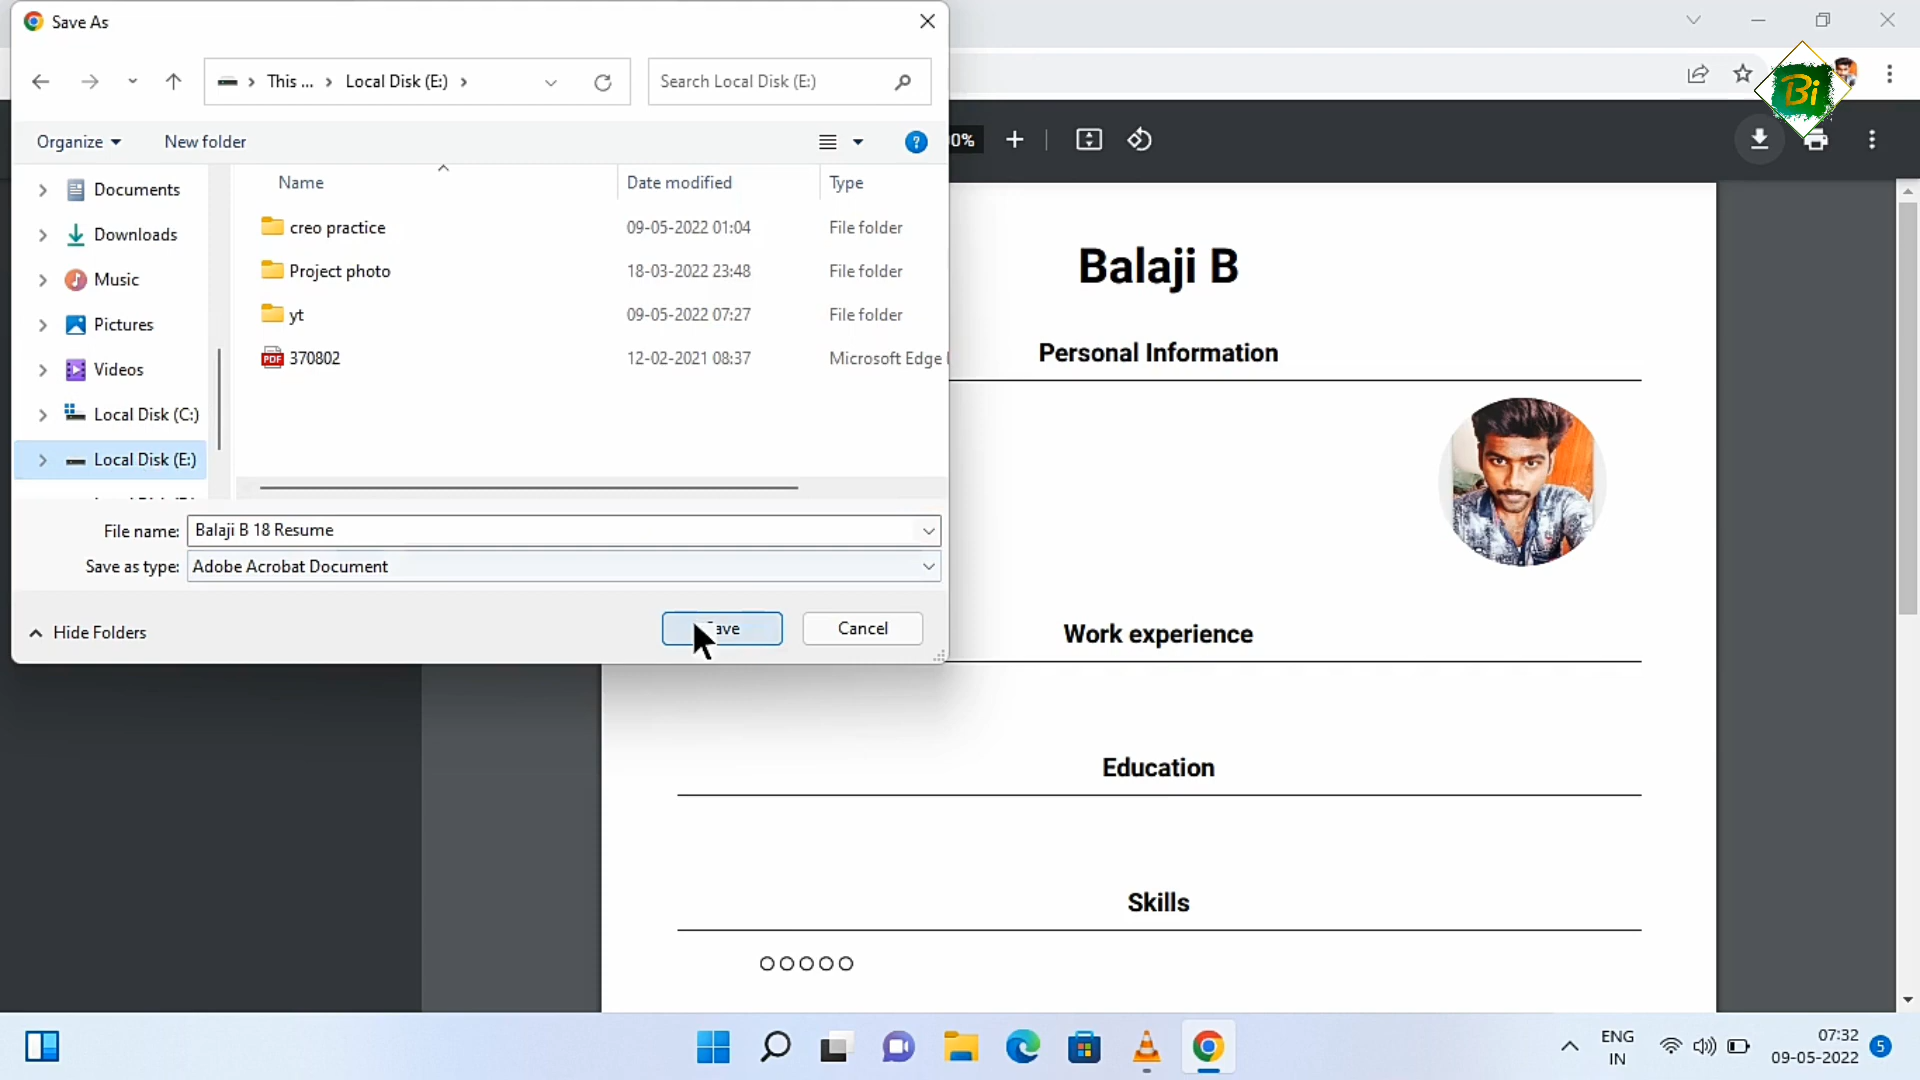 Save As
This ...
Local Disk (E:)
Search Local Disk (E:)
Organize
New folder
?
Name
Date modified
Type
Documents
Downloads
Music
Pictures
Videos
Local Disk (C:)
Local Disk (E:)
creo practice
09-05-2022 01:04
File folder
Project photo
18-03-2022 23:48
File folder
yt
09-05-2022 07:27
File folder
PDF
370802
12-02-2021 08:37
Microsoft Edge
File name:
Balaji B 18 Resume
Save as type:
Adobe Acrobat Document
Hide Folders
Cancel
0%
Bi
Balaji B
Personal Information
Work experience
Education
Skills
ENG
IN
07:32
09-05-2022
5